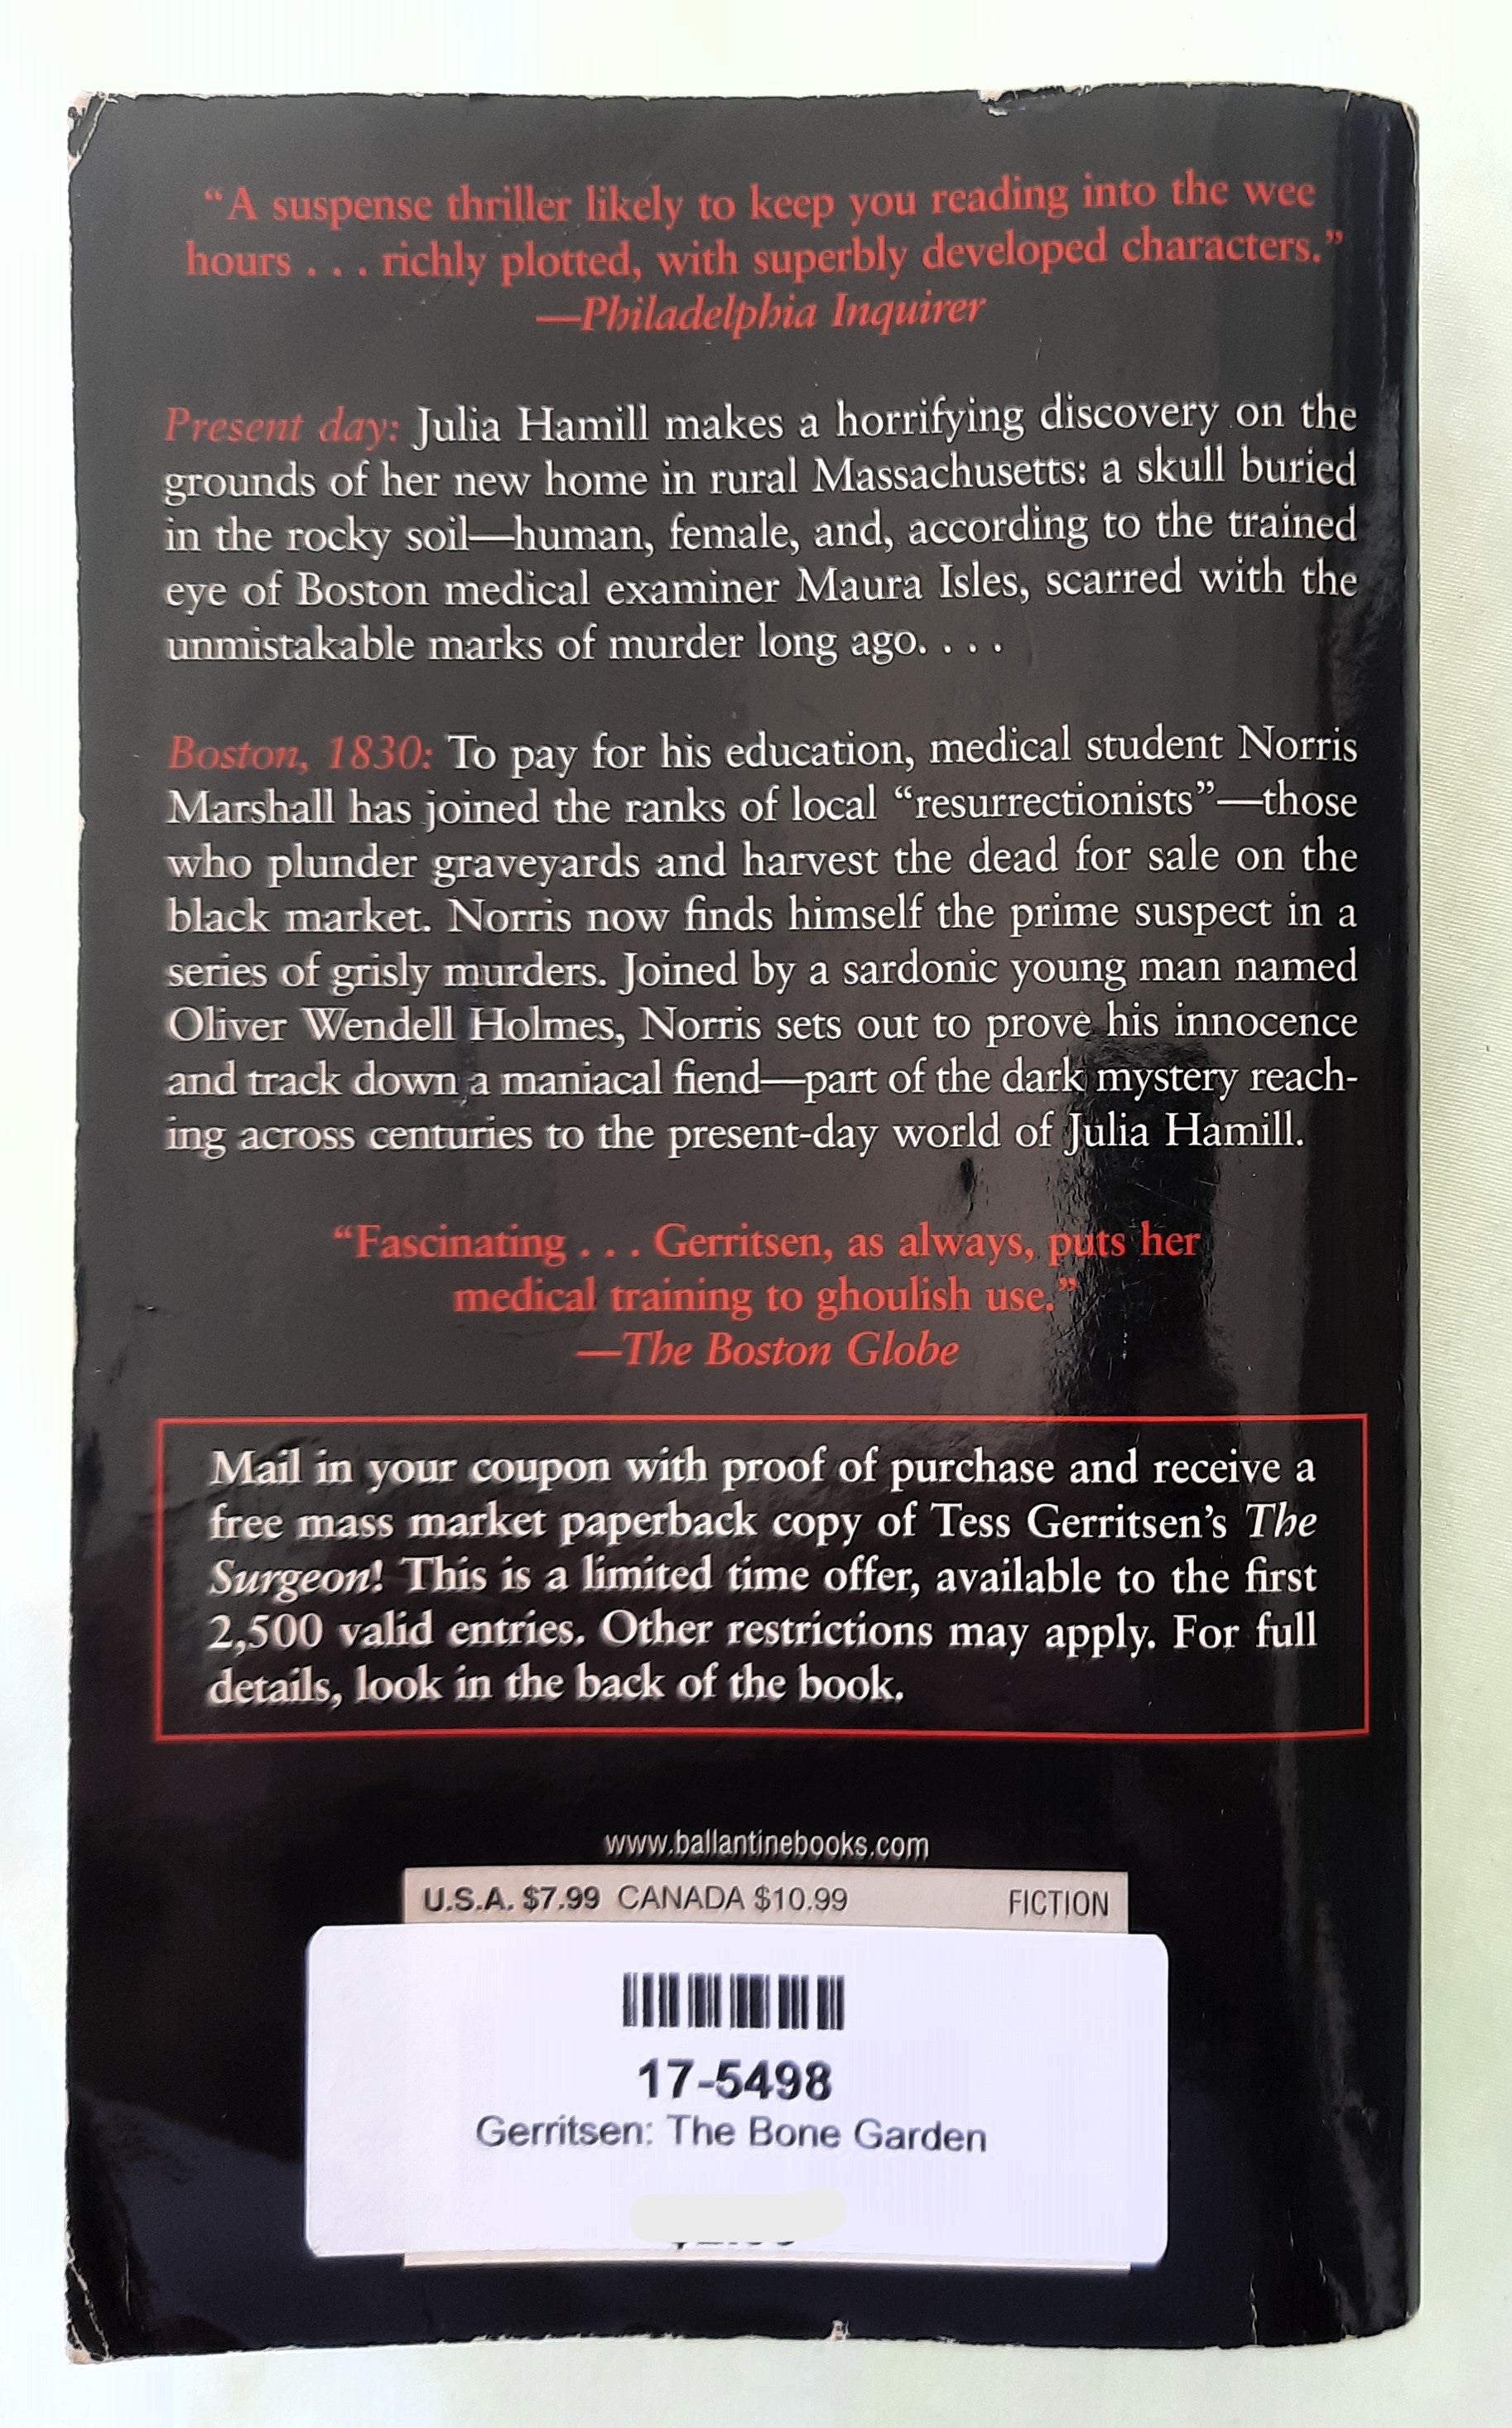 “A suspense thriller likely to keep you reading into the wee
hours . . . richly plotted, with superbly developed characters.”
—Philadelphia Inquirer
Present day: Julia Hamill makes a horrifying discovery on the
grounds of her new home in rural Massachusetts: a skull buried
in the rocky soil—human, female, and, according to the trained
eye of Boston medical examiner Maura Isles, scarred with the
unmistakable marks of murder long ago. . . .
Boston, 1830: To pay for his education, medical student Norris
Marshall has joined the ranks of local “resurrectionists”—those
who plunder graveyards and harvest the dead for sale on the
black market. Norris now finds himself the prime suspect in a
series of grisly murders. Joined by a sardonic young man named
Oliver Wendell Holmes, Norris sets out to prove his innocence
and track down a maniacal fiend—part of the dark mystery reach-
ing across centuries to the present-day world of Julia Hamill.
“Fascinating . . . Gerritsen, as always, puts her
medical training to ghoulish use.”
—The Boston Globe
Mail in your coupon with proof of purchase and receive a
free mass market paperback copy of Tess Gerritsen’s The
Surgeon! This is a limited time offer, available to the first
2,500 valid entries. Other restrictions may apply. For full
details, look in the back of the book.
www.ballantinebooks.com
U.S.A. $7.99 CANADA $10.99 FICTION
17-5498
Gerritsen: The Bone Garden